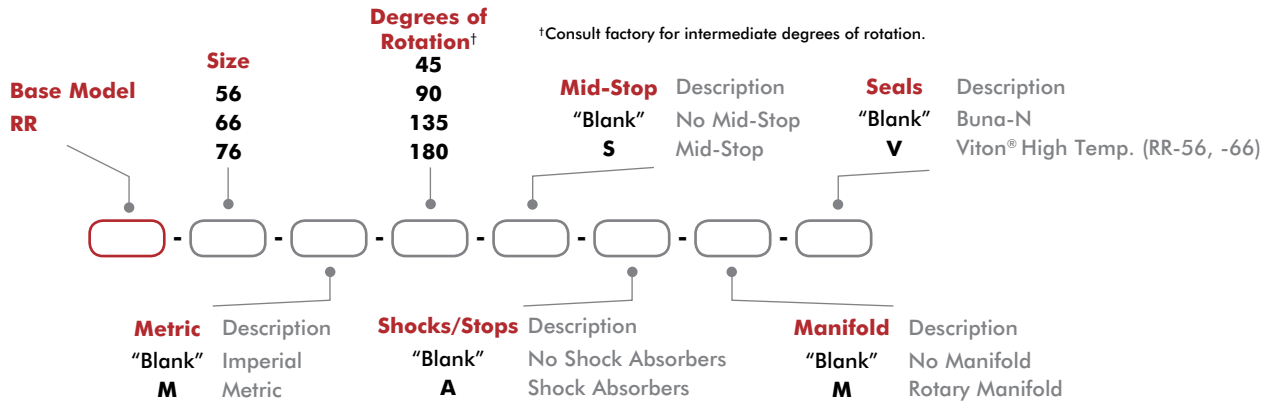 Degrees of
Rotation†
†Consult factory for intermediate degrees of rotation.
Base Model
RR
Size
56
66
76
45
90
135
180
Mid-Stop Description
"Blank" No Mid-Stop
S Mid-Stop
Seals Description
"Blank" Buna-N
V Viton® High Temp. (RR-56, -66)
- - - - - - -
Metric Description
"Blank" Imperial
M Metric
Shocks/Stops Description
"Blank" No Shock Absorbers
A Shock Absorbers
Manifold Description
"Blank" No Manifold
M Rotary Manifold